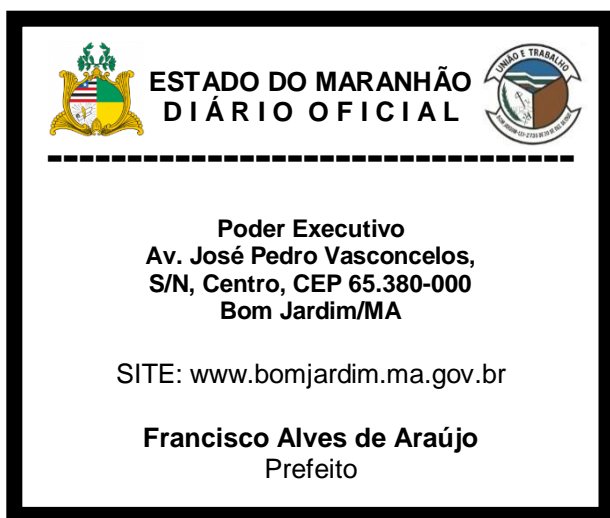 ESTADO DO MARANHÃO
DIÁRIO OFICIAL
UNIÃO E TRABALHO
Poder Executivo
Av. José Pedro Vasconcelos,
S/N, Centro, CEP 65.380-000
Bom Jardim/MA
SITE: www.bomjardim.ma.gov.br
Francisco Alves de Araújo
Prefeito